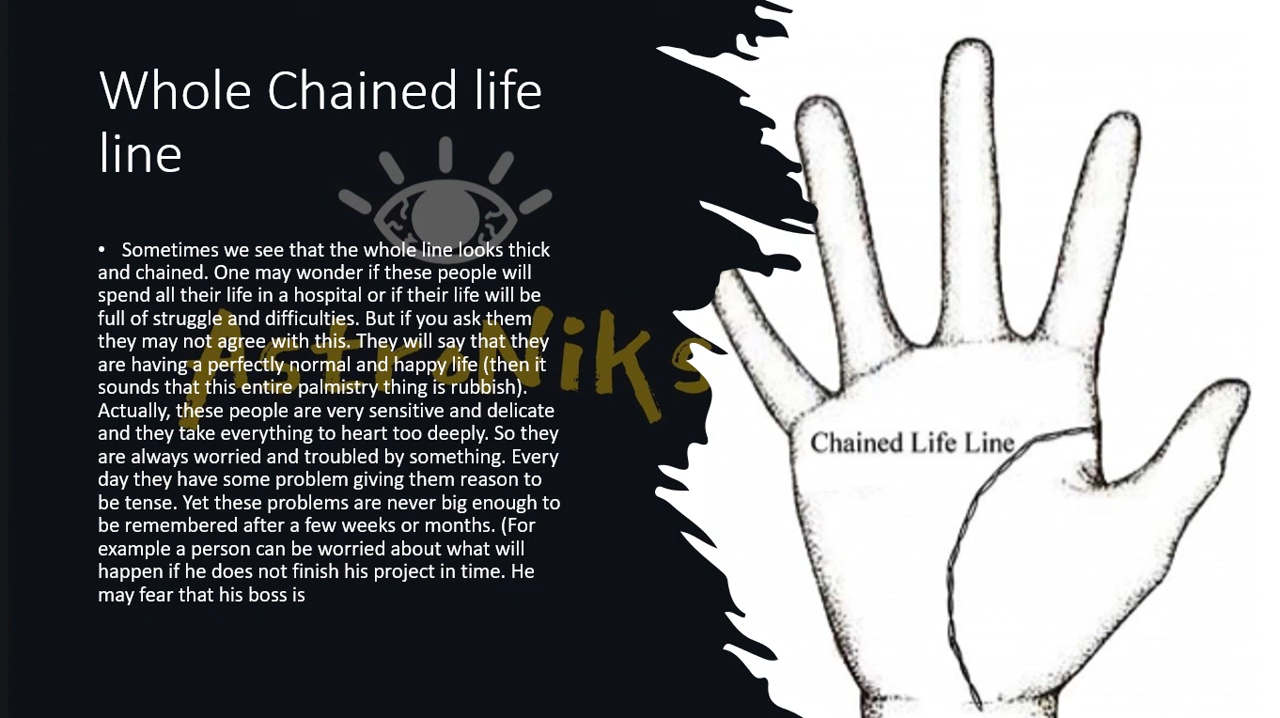 Whole Chained life
line
• Sometimes we see that the whole line looks thick
and chained. One may wonder if these people will
spend all their life in a hospital or if their life will be
full of struggle and difficulties. But if you ask them
they may not agree with this. They will say that they
are having a perfectly normal and happy life (then it
sounds that this entire palmistry thing is rubbish).
Actually, these people are very sensitive and delicate
and they take everything to heart too deeply. So they
are always worried and troubled by something. Every
day they have some problem giving them reason to
be tense. Yet these problems are never big enough to
be remembered after a few weeks or months. (For
example a person can be worried about what will
happen if he does not finish his project in time. He
may fear that his boss is
AstroNiks
Chained Life Line